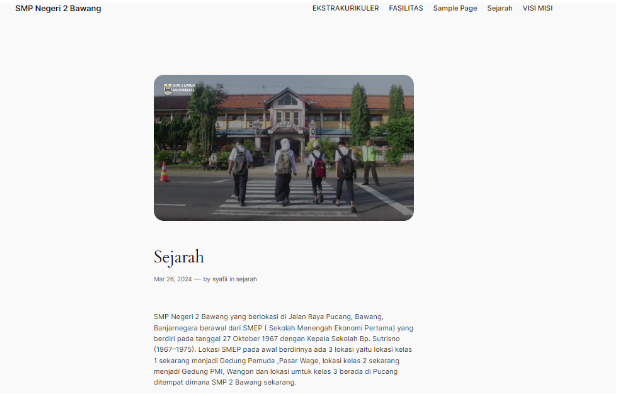 SMP Negeri 2 Bawang
EKSTRAKURIKULER FASILITAS Sample Page Sejarah VISI MISI
Sejarah
Mar 26, 2024 — by syafii in sejarah
SMP Negeri 2 Bawang yang berlokasi di Jalan Raya Pucang, Bawang,
Banjarnegara berawal dari SMEP ( Sekolah Menengah Ekonomi Pertama) yang
berdiri pada tanggal 27 Oktober 1967 dengan Kepala Sekolah Bp. Sutrisno
(1967-1975). Lokasi SMEP pada awal berdirinya ada 3 lokasi yaitu lokasi kelas
1 sekarang menjadi Gedung Pemuda ,Pasar Wage, lokasi kelas 2 sekarang
menjadi Gedung PMI, Wangon dan lokasi umtuk kelas 3 berada di Pucang
ditempat dimana SMP 2 Bawang sekarang.